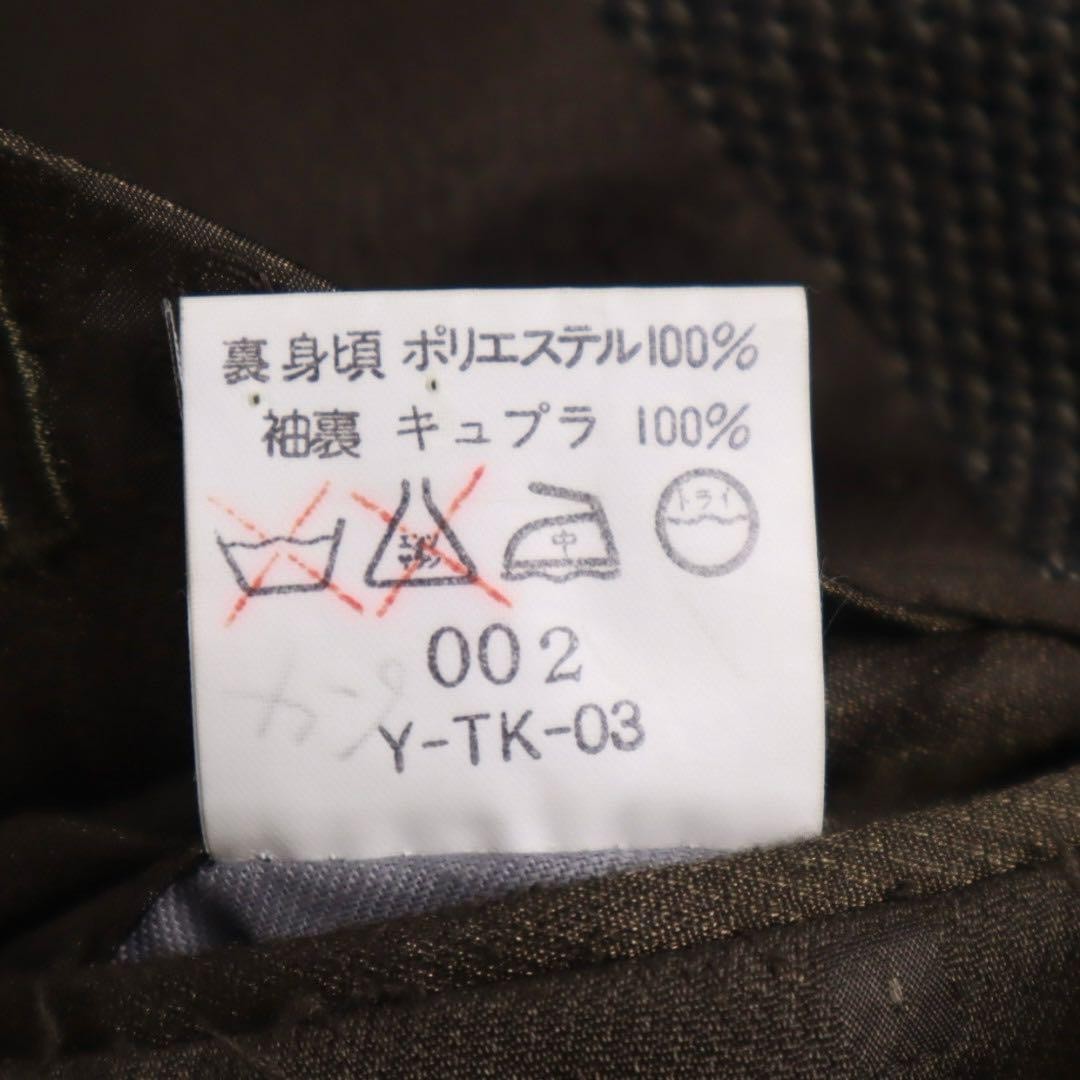 裏身頃 ポリエステル100%
袖裏 キュプラ 100%
中 ドライ
002
Y-TK-03